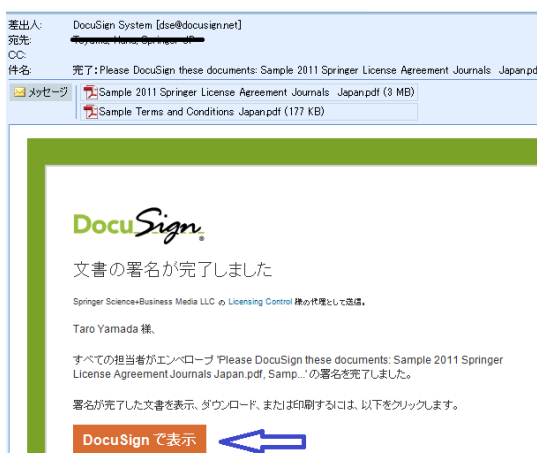 差出人: DocuSign System [dse@docusign.net]
宛先:
CC:
件名: 完了:Please DocuSign these documents: Sample 2011 Springer License Agreement Journals Japan.pd
メッセージ Sample 2011 Springer License Agreement Journals Japan.pdf (3 MB)
Sample Terms and Conditions Japan.pdf (177 KB)
DocuSign
文書の署名が完了しました
Springer Science+Business Media LLC の Licensing Control 様の代理として送信。
Taro Yamada 様、
すべての担当者がエンベロープ 'Please DocuSign these documents: Sample 2011 Springer
License Agreement Journals Japan.pdf, Samp...' の署名を完了しました。
署名が完了した文書を表示、ダウンロード、または印刷するには、以下をクリックします。
DocuSign で表示